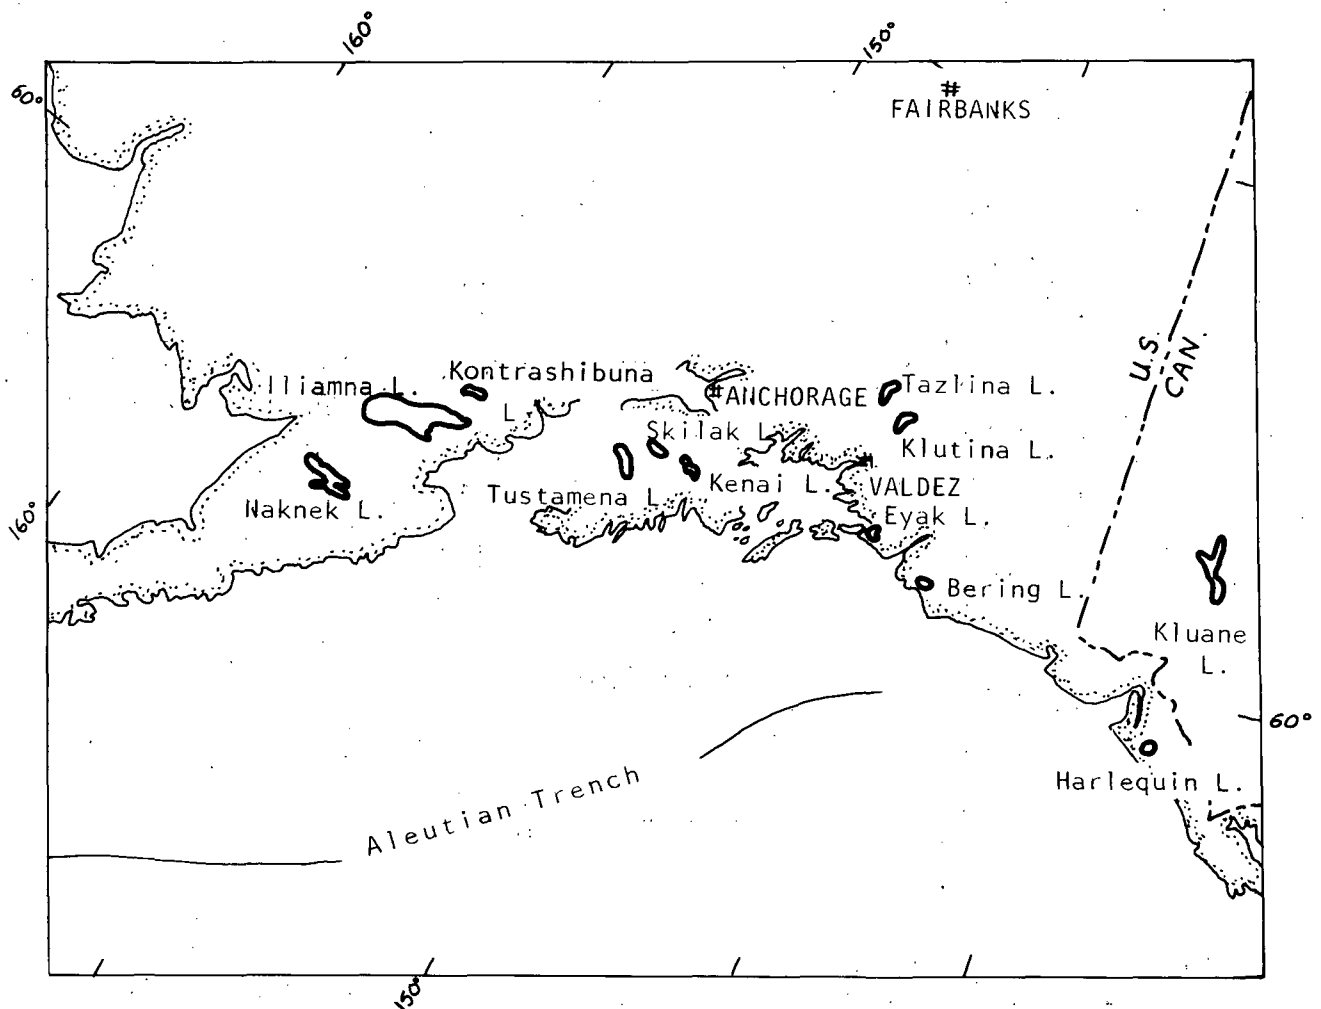 160°
150°
60°
FAIRBANKS
U.S.
CAN.
Kontrashibuna
L.
Iliamna L.
ANCHORAGE
Tazlina L.
Skilak L.
Klutina L.
Kenai L.
VALDEZ
Tustamena L.
Naknek L.
Eyak L.
160°
Bering L.
Kluane
L.
60°
Harlequin L.
Aleutian Trench
150°